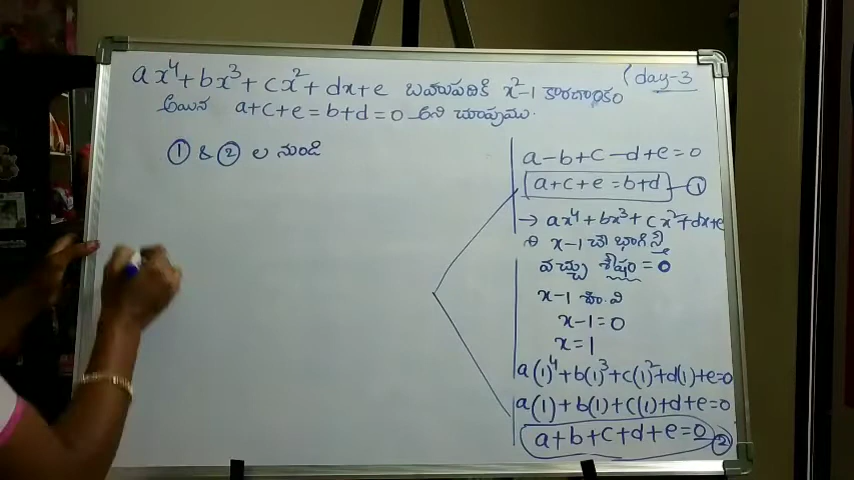 ax⁴+bx³+cx²+dx+e బహుపదికి x²-1 కారణాంకం (day-3
అయిన a+c+e=b+d=0 అని చూపుము.
① & ② ల నుండి
a-b+c-d+e=0
a+c+e=b+d -①
→ ax⁴+bx³+cx²+dx+e
x-1 చే భాగిస్తే
వచ్చు శేషం = 0
x-1 శూ.వి
x-1=0
x=1
a(1)⁴+b(1)³+c(1)²+d(1)+e=0
a(1)+b(1)+c(1)+d+e=0
a+b+c+d+e=0 -②